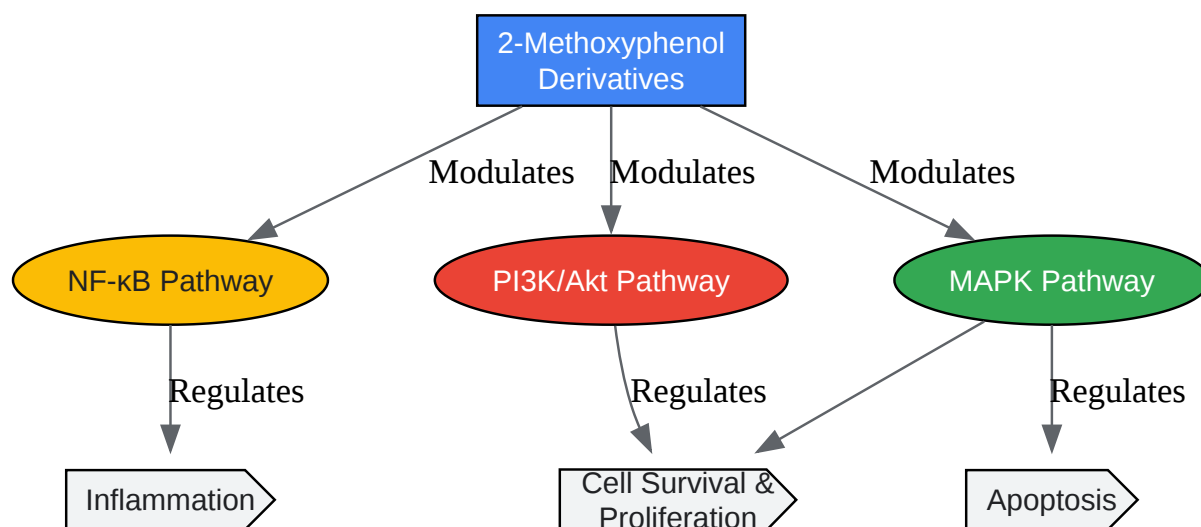 2-Methoxyphenol
Derivatives
Modulates
Modulates
Modulates
NF-κB Pathway
PI3K/Akt Pathway
MAPK Pathway
Regulates
Regulates
Regulates
Inflammation
Cell Survival &
Proliferation
Apoptosis